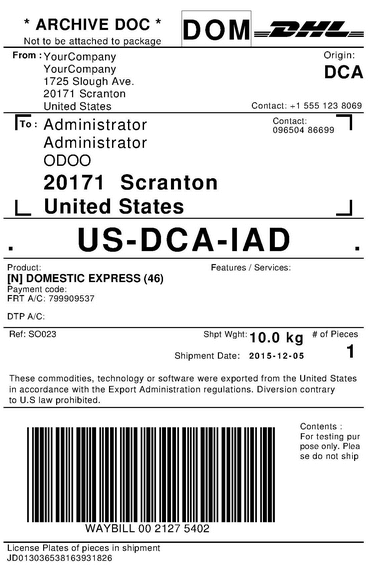 * ARCHIVE DOC *
Not to be attached to package
DOM
DHL
From : YourCompany
YourCompany
1725 Slough Ave.
20171 Scranton
United States
Origin:
DCA
Contact: +1 555 123 8069
To : Administrator
Administrator
ODOO
20171 Scranton
United States
Contact:
096504 86699
. US-DCA-IAD .
Product:
[N] DOMESTIC EXPRESS (46)
Features / Services:
Payment code:
FRT A/C: 799909537
DTP A/C:
Ref: SO023
Shpt Wght: 10.0 kg
# of Pieces
1
Shipment Date: 2015-12-05
These commodities, technology or software were exported from the United States
in accordance with the Export Administration regulations. Diversion contrary
to U.S law prohibited.
Contents :
For testing pur
pose only. Plea
se do not ship
WAYBILL 00 2127 5402
License Plates of pieces in shipment
JD013036538163931826